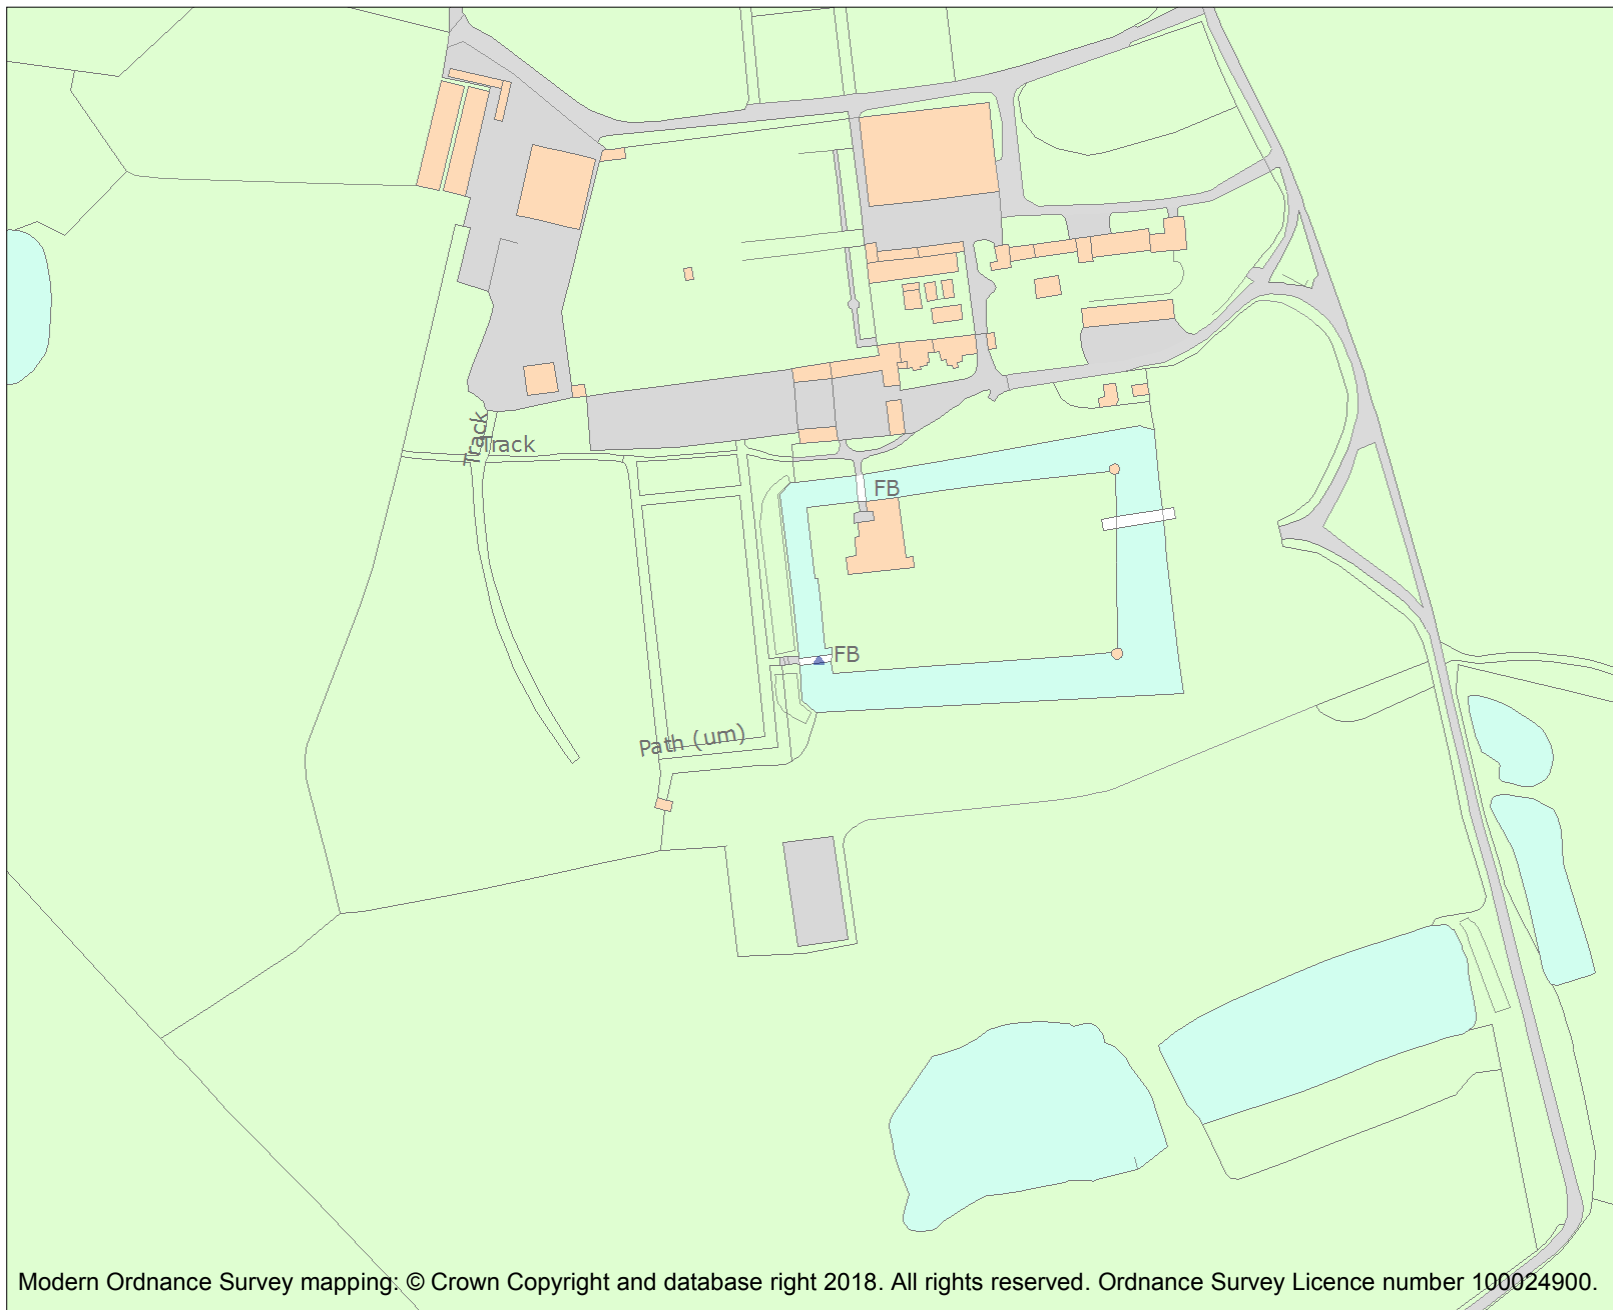 Track
Track
FB
FB
Path (um)
Modern Ordnance Survey mapping: © Crown Copyright and database right 2018. All rights reserved. Ordnance Survey Licence number 100024900.